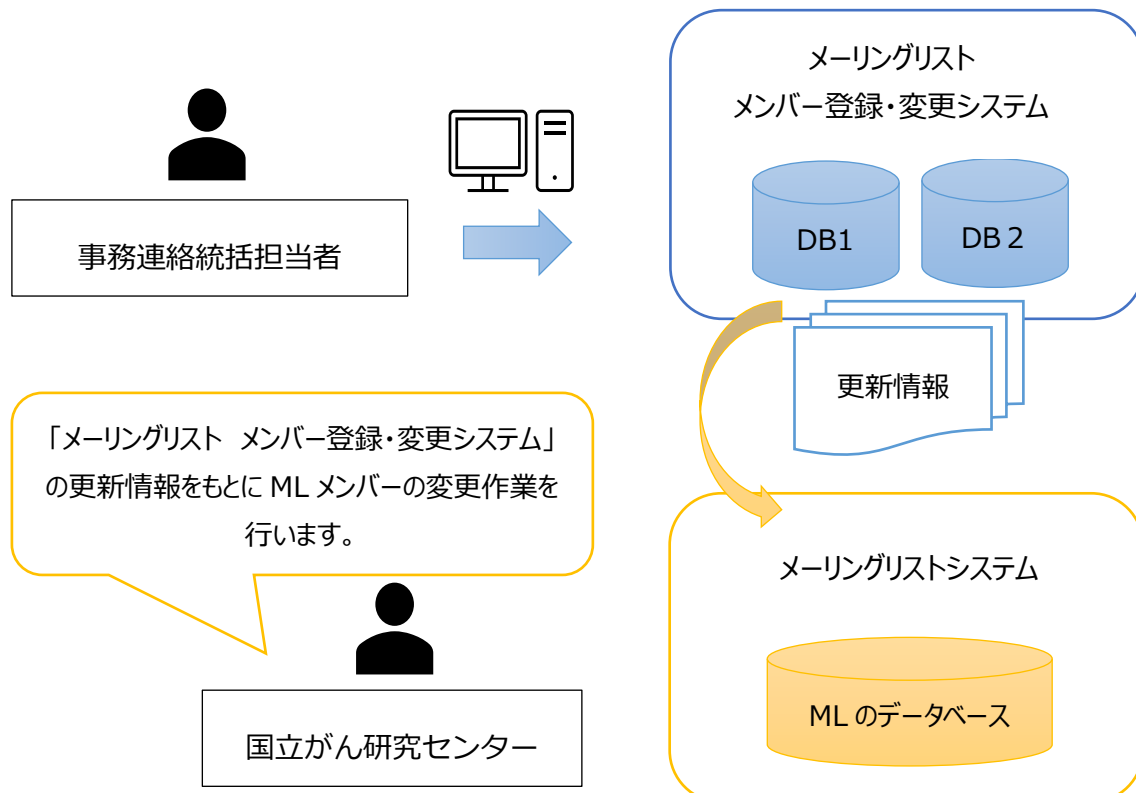 メーリングリスト
メンバー登録・変更システム
DB1
DB２
事務連絡統括担当者
更新情報
「メーリングリスト　メンバー登録・変更システム」
の更新情報をもとに ML メンバーの変更作業を
行います。
メーリングリストシステム
ML のデータベース
国立がん研究センター